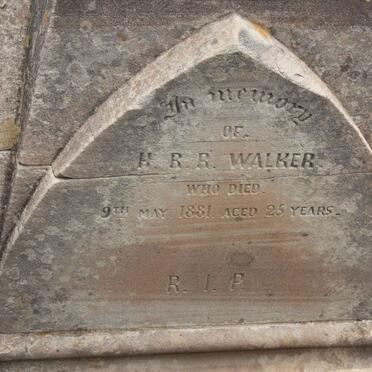 In memory
OF.
H. R. R. WALKER
WHO DIED
9TH MAY 1881. AGED 25 YEARS.
R. I. P.